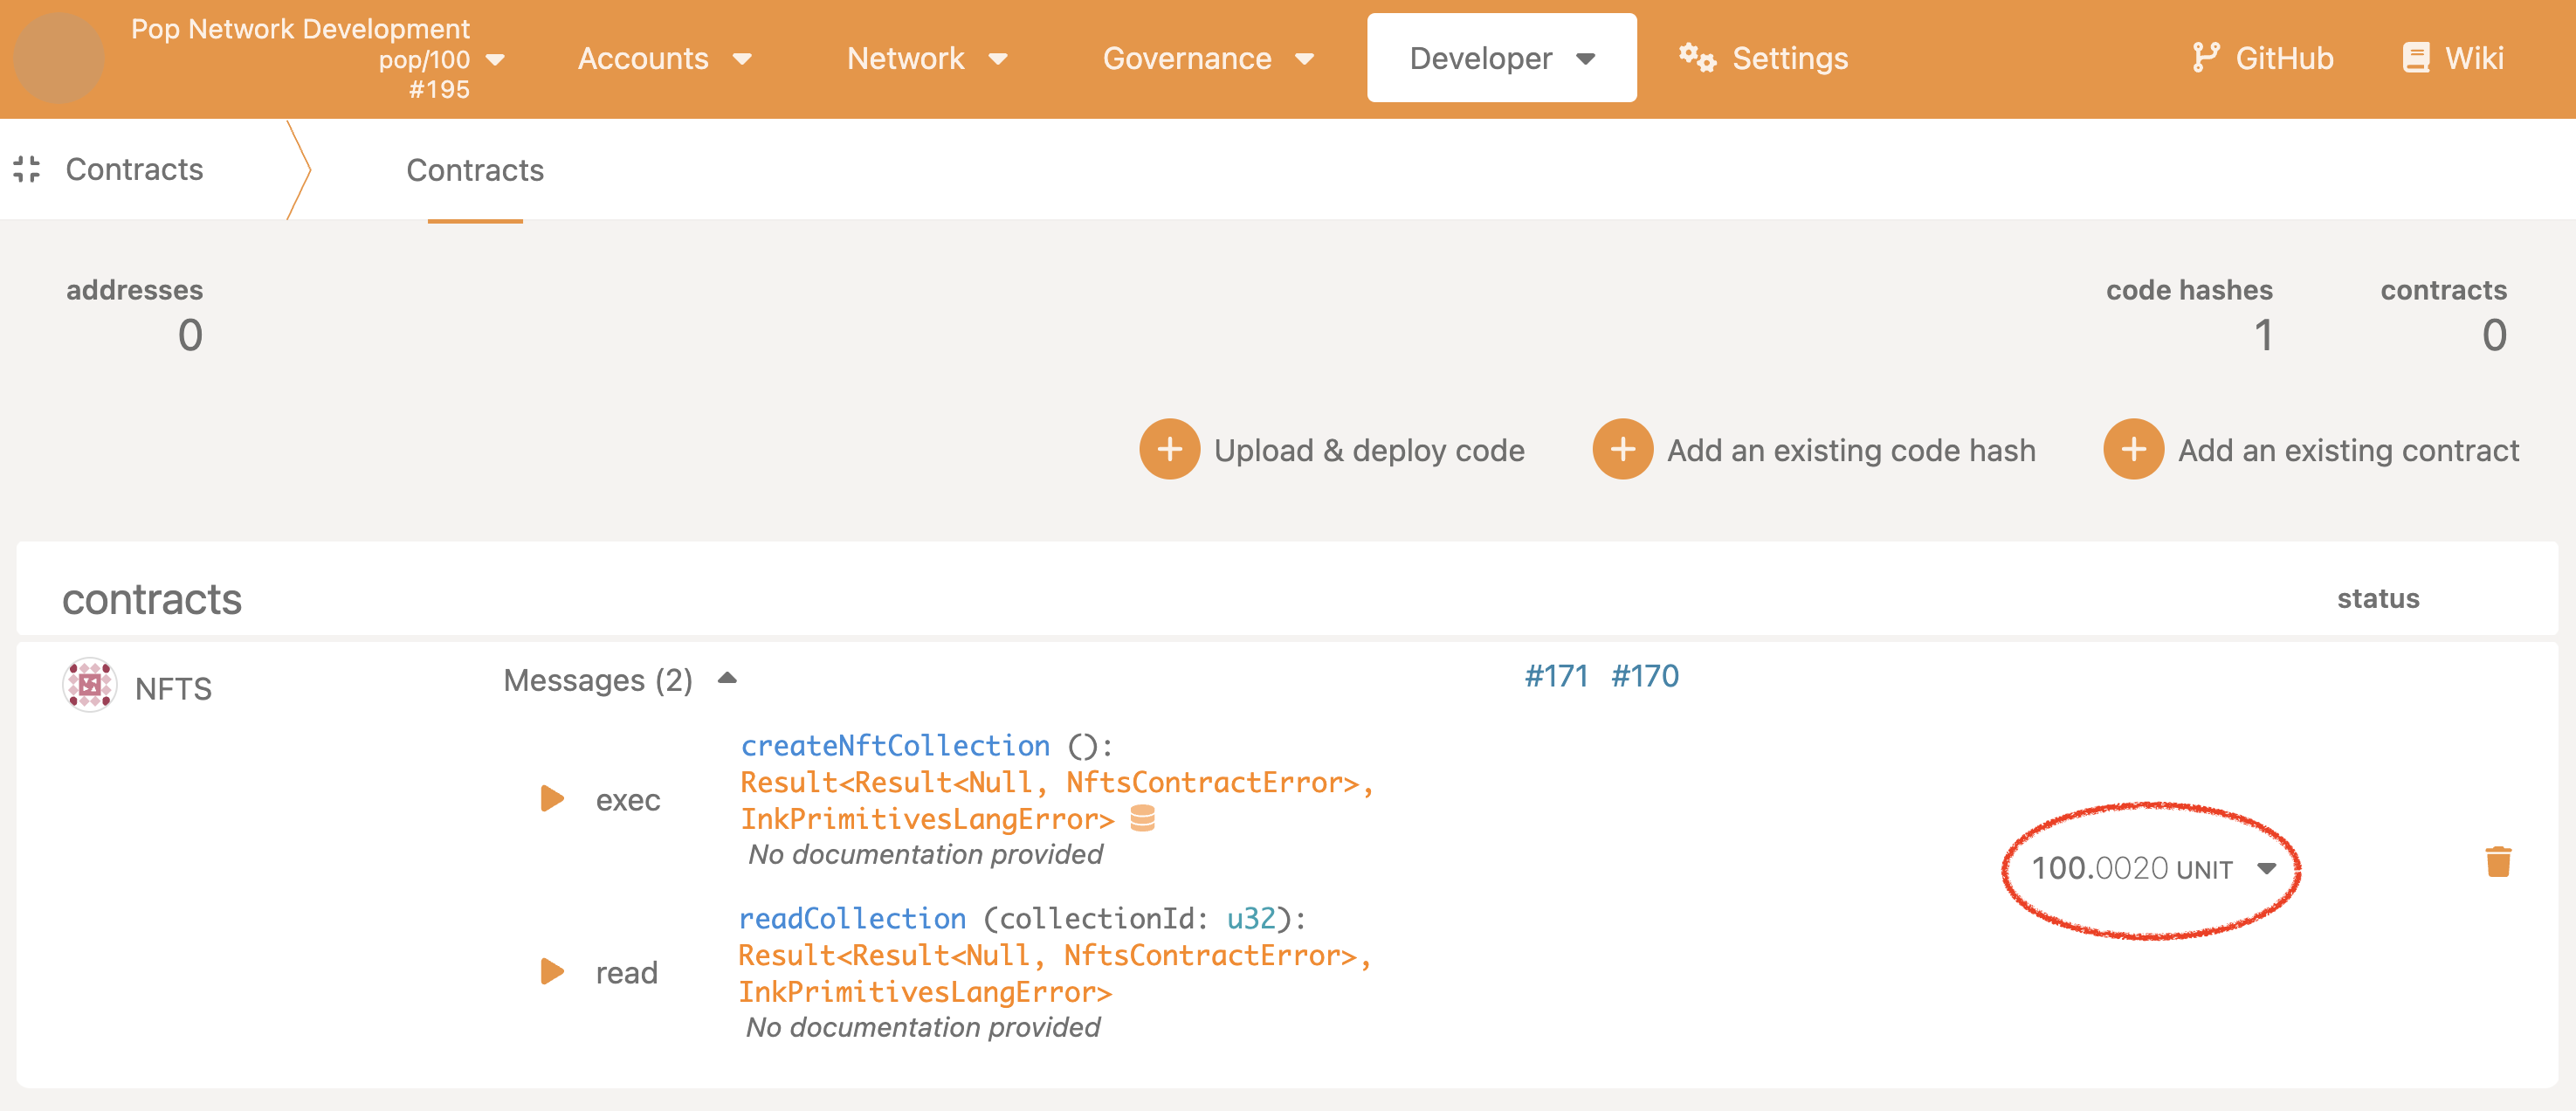 Pop Network Development
pop/100
#195
Accounts
Network
Governance
Developer
Settings
GitHub
Wiki
Contracts
Contracts
addresses
0
code hashes
1
contracts
0
Upload & deploy code
Add an existing code hash
Add an existing contract
contracts
status
NFTS
Messages (2)
#171 #170
exec
createNftCollection ():
Result<Result<Null, NftsContractError>,
InkPrimitivesLangError>
No documentation provided
100.0020 UNIT
read
readCollection (collectionId: u32):
Result<Result<Null, NftsContractError>,
InkPrimitivesLangError>
No documentation provided